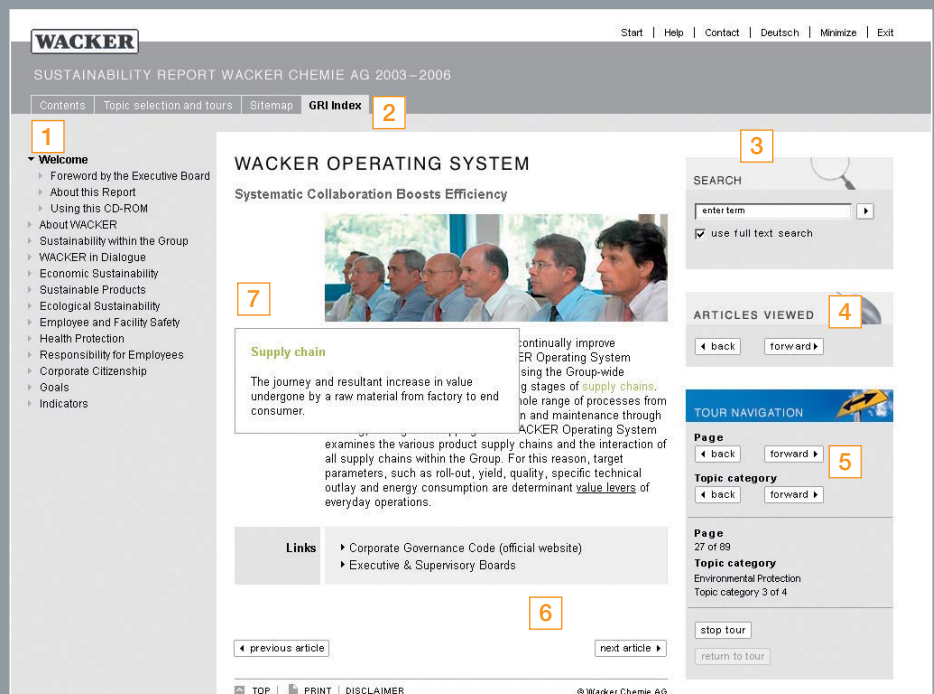 WACKER
Start | Help | Contact | Deutsch | Minimize | Exit
SUSTAINABILITY REPORT WACKER CHEMIE AG 2003–2006
Contents | Topic selection and tours | Sitemap | GRI Index
2
1
Welcome
Foreword by the Executive Board
About this Report
Using this CD-ROM
About WACKER
Sustainability within the Group
WACKER in Dialogue
Economic Sustainability
Sustainable Products
Ecological Sustainability
Employee and Facility Safety
Health Protection
Responsibility for Employees
Corporate Citizenship
Goals
Indicators
WACKER OPERATING SYSTEM
Systematic Collaboration Boosts Efficiency
7
Supply chain
The journey and resultant increase in value
undergone by a raw material from factory to end
consumer.
continually improve
ER Operating System
sing the Group-wide
g stages of supply chains.
hole range of processes from
n and maintenance through
ACKER Operating System
examines the various product supply chains and the interaction of
all supply chains within the Group. For this reason, target
parameters, such as roll-out, yield, quality, specific technical
outlay and energy consumption are determinant value levers of
everyday operations.
Links
Corporate Governance Code (official website)
Executive & Supervisory Boards
6
previous article
next article
TOP | PRINT | DISCLAIMER
© Wacker Chemie AG
3
SEARCH
enter term
use full text search
4
ARTICLES VIEWED
back forward
TOUR NAVIGATION
Page
back forward
5
Topic category
back forward
Page
27 of 89
Topic category
Environmental Protection
Topic category 3 of 4
stop tour
return to tour